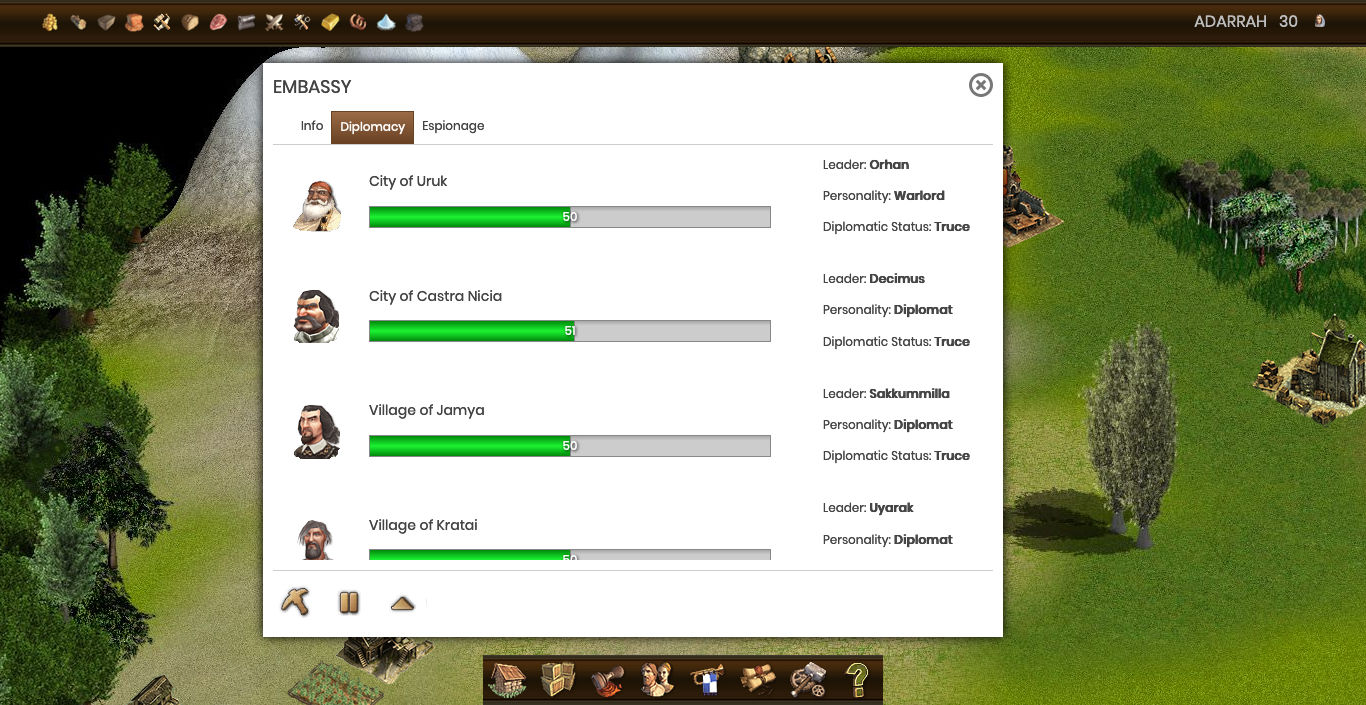 ADARRAH 30
EMBASSY
Info Diplomacy Espionage
City of Uruk
50
Leader: Orhan
Personality: Warlord
Diplomatic Status: Truce
City of Castra Nicia
51
Leader: Decimus
Personality: Diplomat
Diplomatic Status: Truce
Village of Jamya
50
Leader: Sakkummilla
Personality: Diplomat
Diplomatic Status: Truce
Village of Kratai
50
Leader: Uyarak
Personality: Diplomat
?